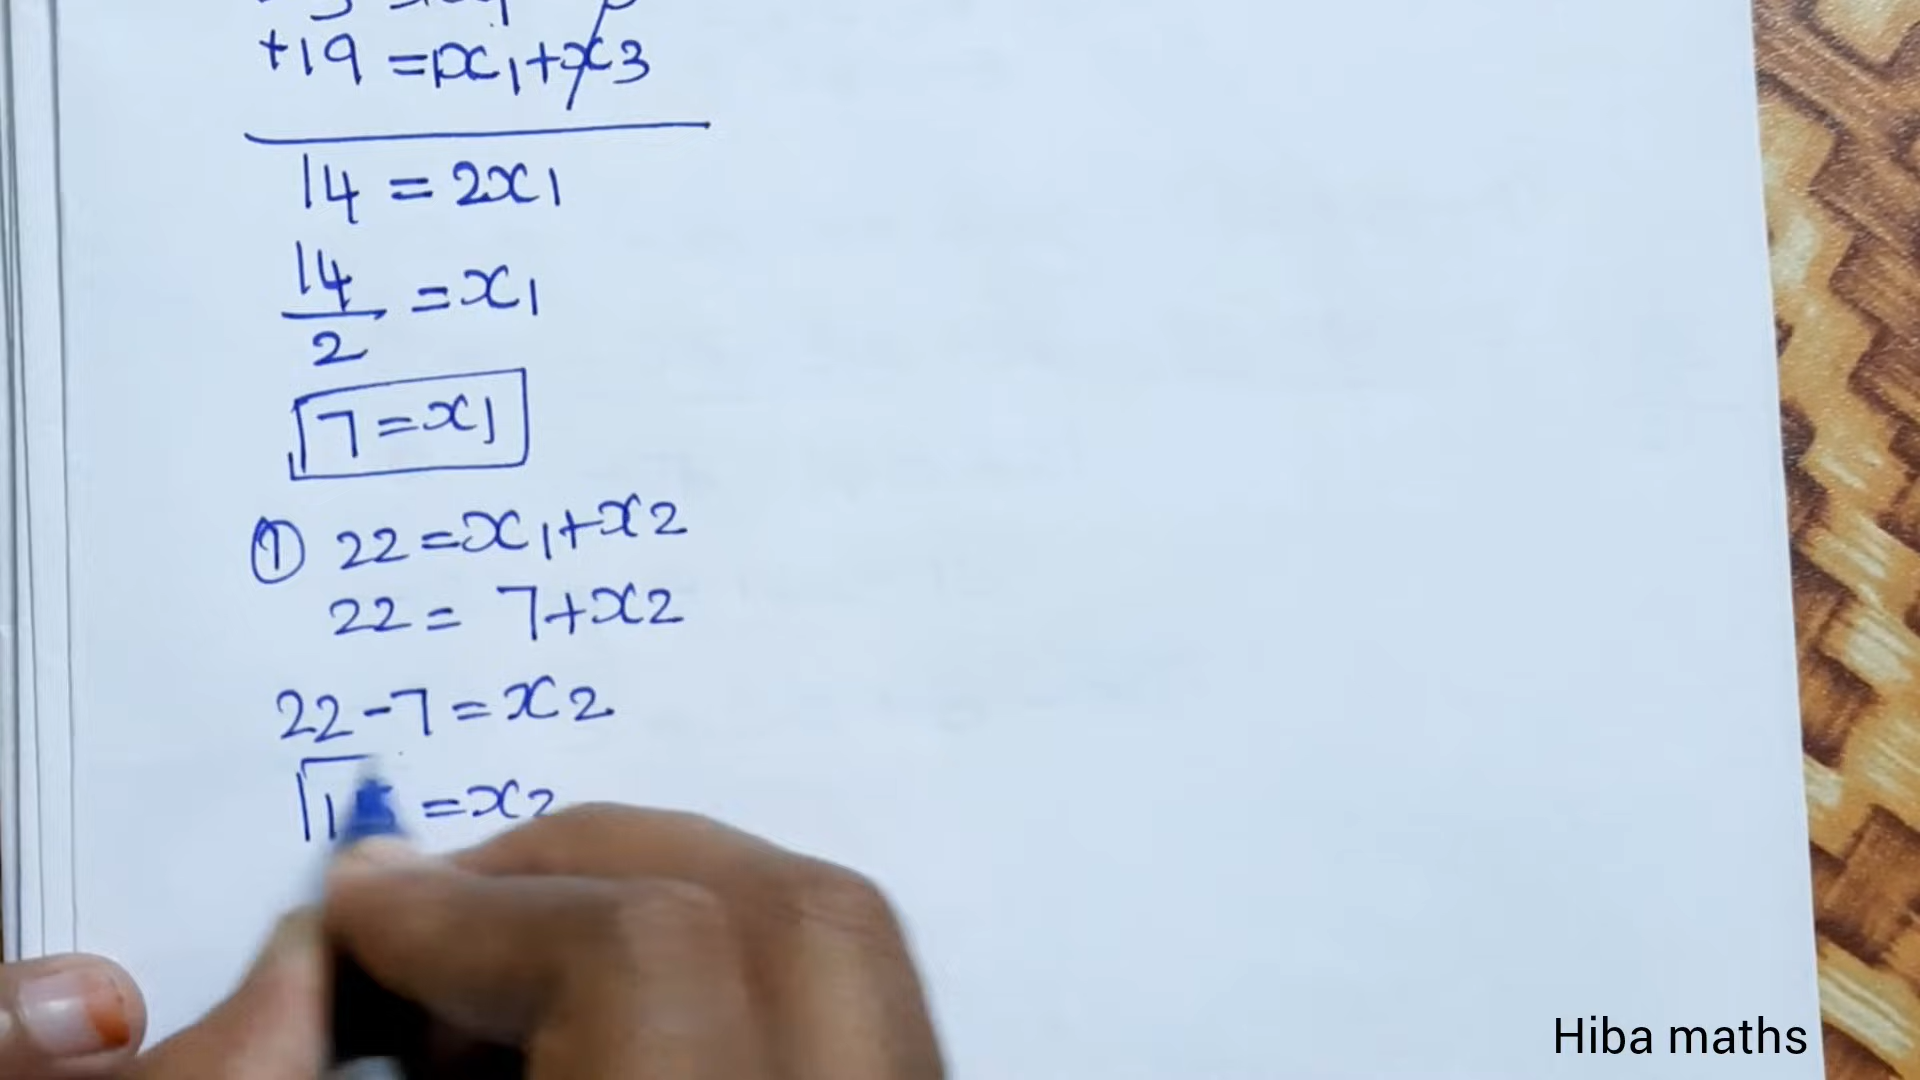 +19 = x1+x3
14 = 2x1
14
2
= x1
7 = x1
① 22 = x1+x2
22 = 7+x2
22-7 = x2
= x2
Hiba maths